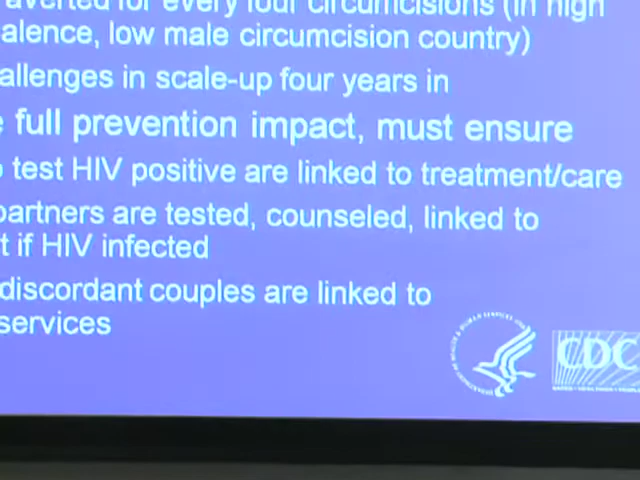 averted for every four circumcisions (in high
alence, low male circumcision country)
allenges in scale-up four years in
full prevention impact, must ensure
test HIV positive are linked to treatment/care
partners are tested, counseled, linked to
t if HIV infected
discordant couples are linked to
services
CDC